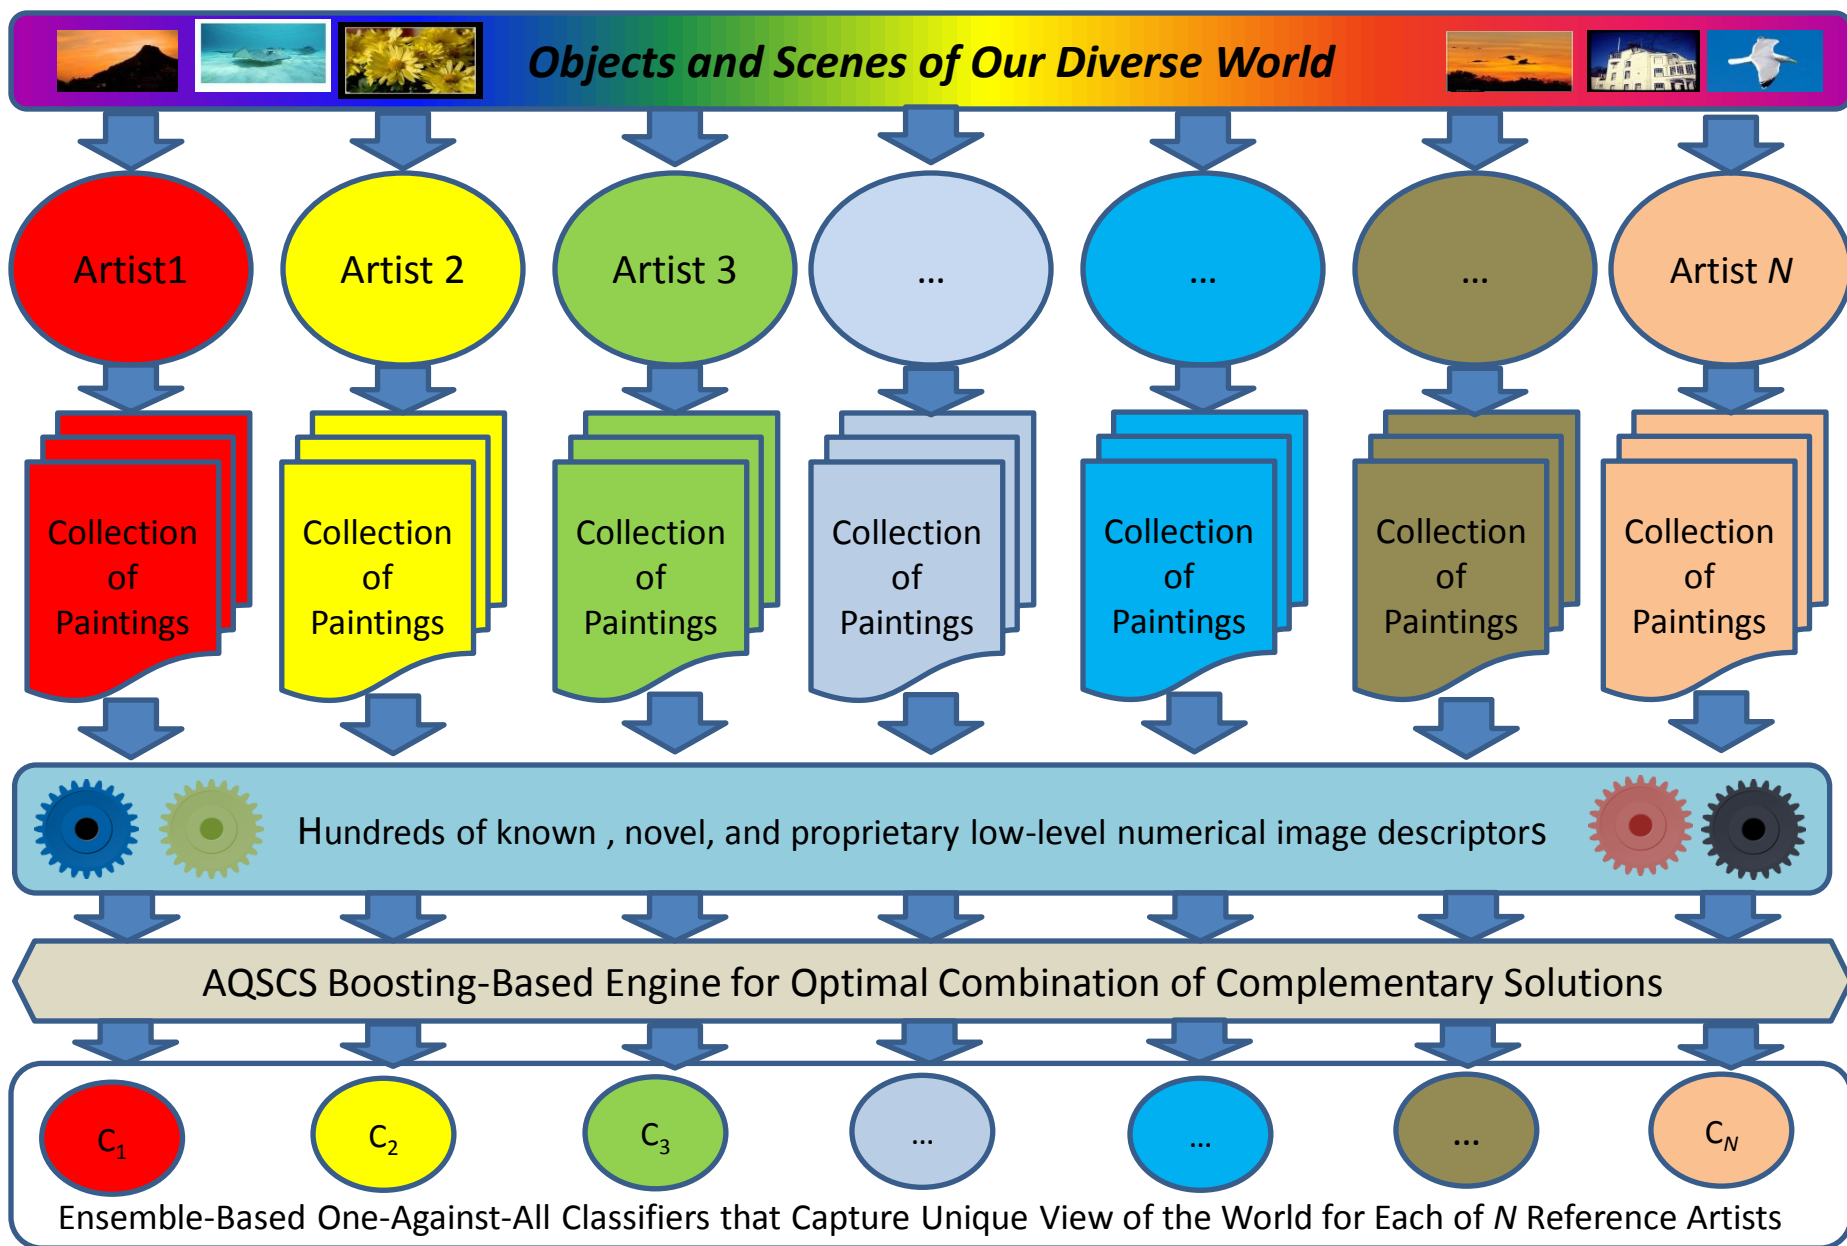 Objects and Scenes of Our Diverse World
Artist1
Artist 2
Artist 3
...
...
...
Artist N
Collection
of
Paintings
Collection
of
Paintings
Collection
of
Paintings
Collection
of
Paintings
Collection
of
Paintings
Collection
of
Paintings
Collection
of
Paintings
Hundreds of known , novel, and proprietary low-level numerical image descriptors
AQSCS Boosting-Based Engine for Optimal Combination of Complementary Solutions
C₁
C₂
C₃
...
...
...
C_N
Ensemble-Based One-Against-All Classifiers that Capture Unique View of the World for Each of N Reference Artists